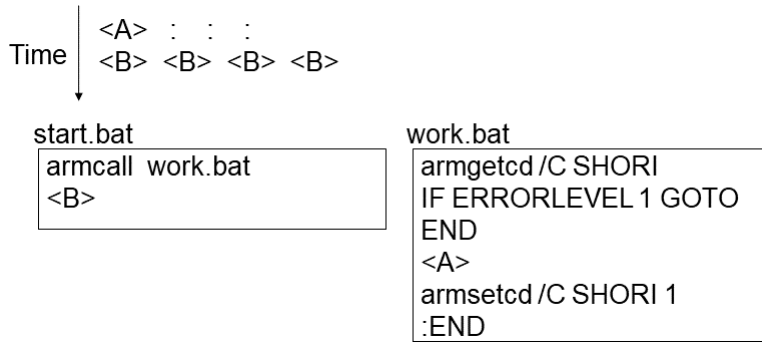 <A> : : :
Time
<B> <B> <B> <B>
start.bat
armcall work.bat
<B>
work.bat
armgetcd /C SHORI
IF ERRORLEVEL 1 GOTO
END
<A>
armsetcd /C SHORI 1
:END